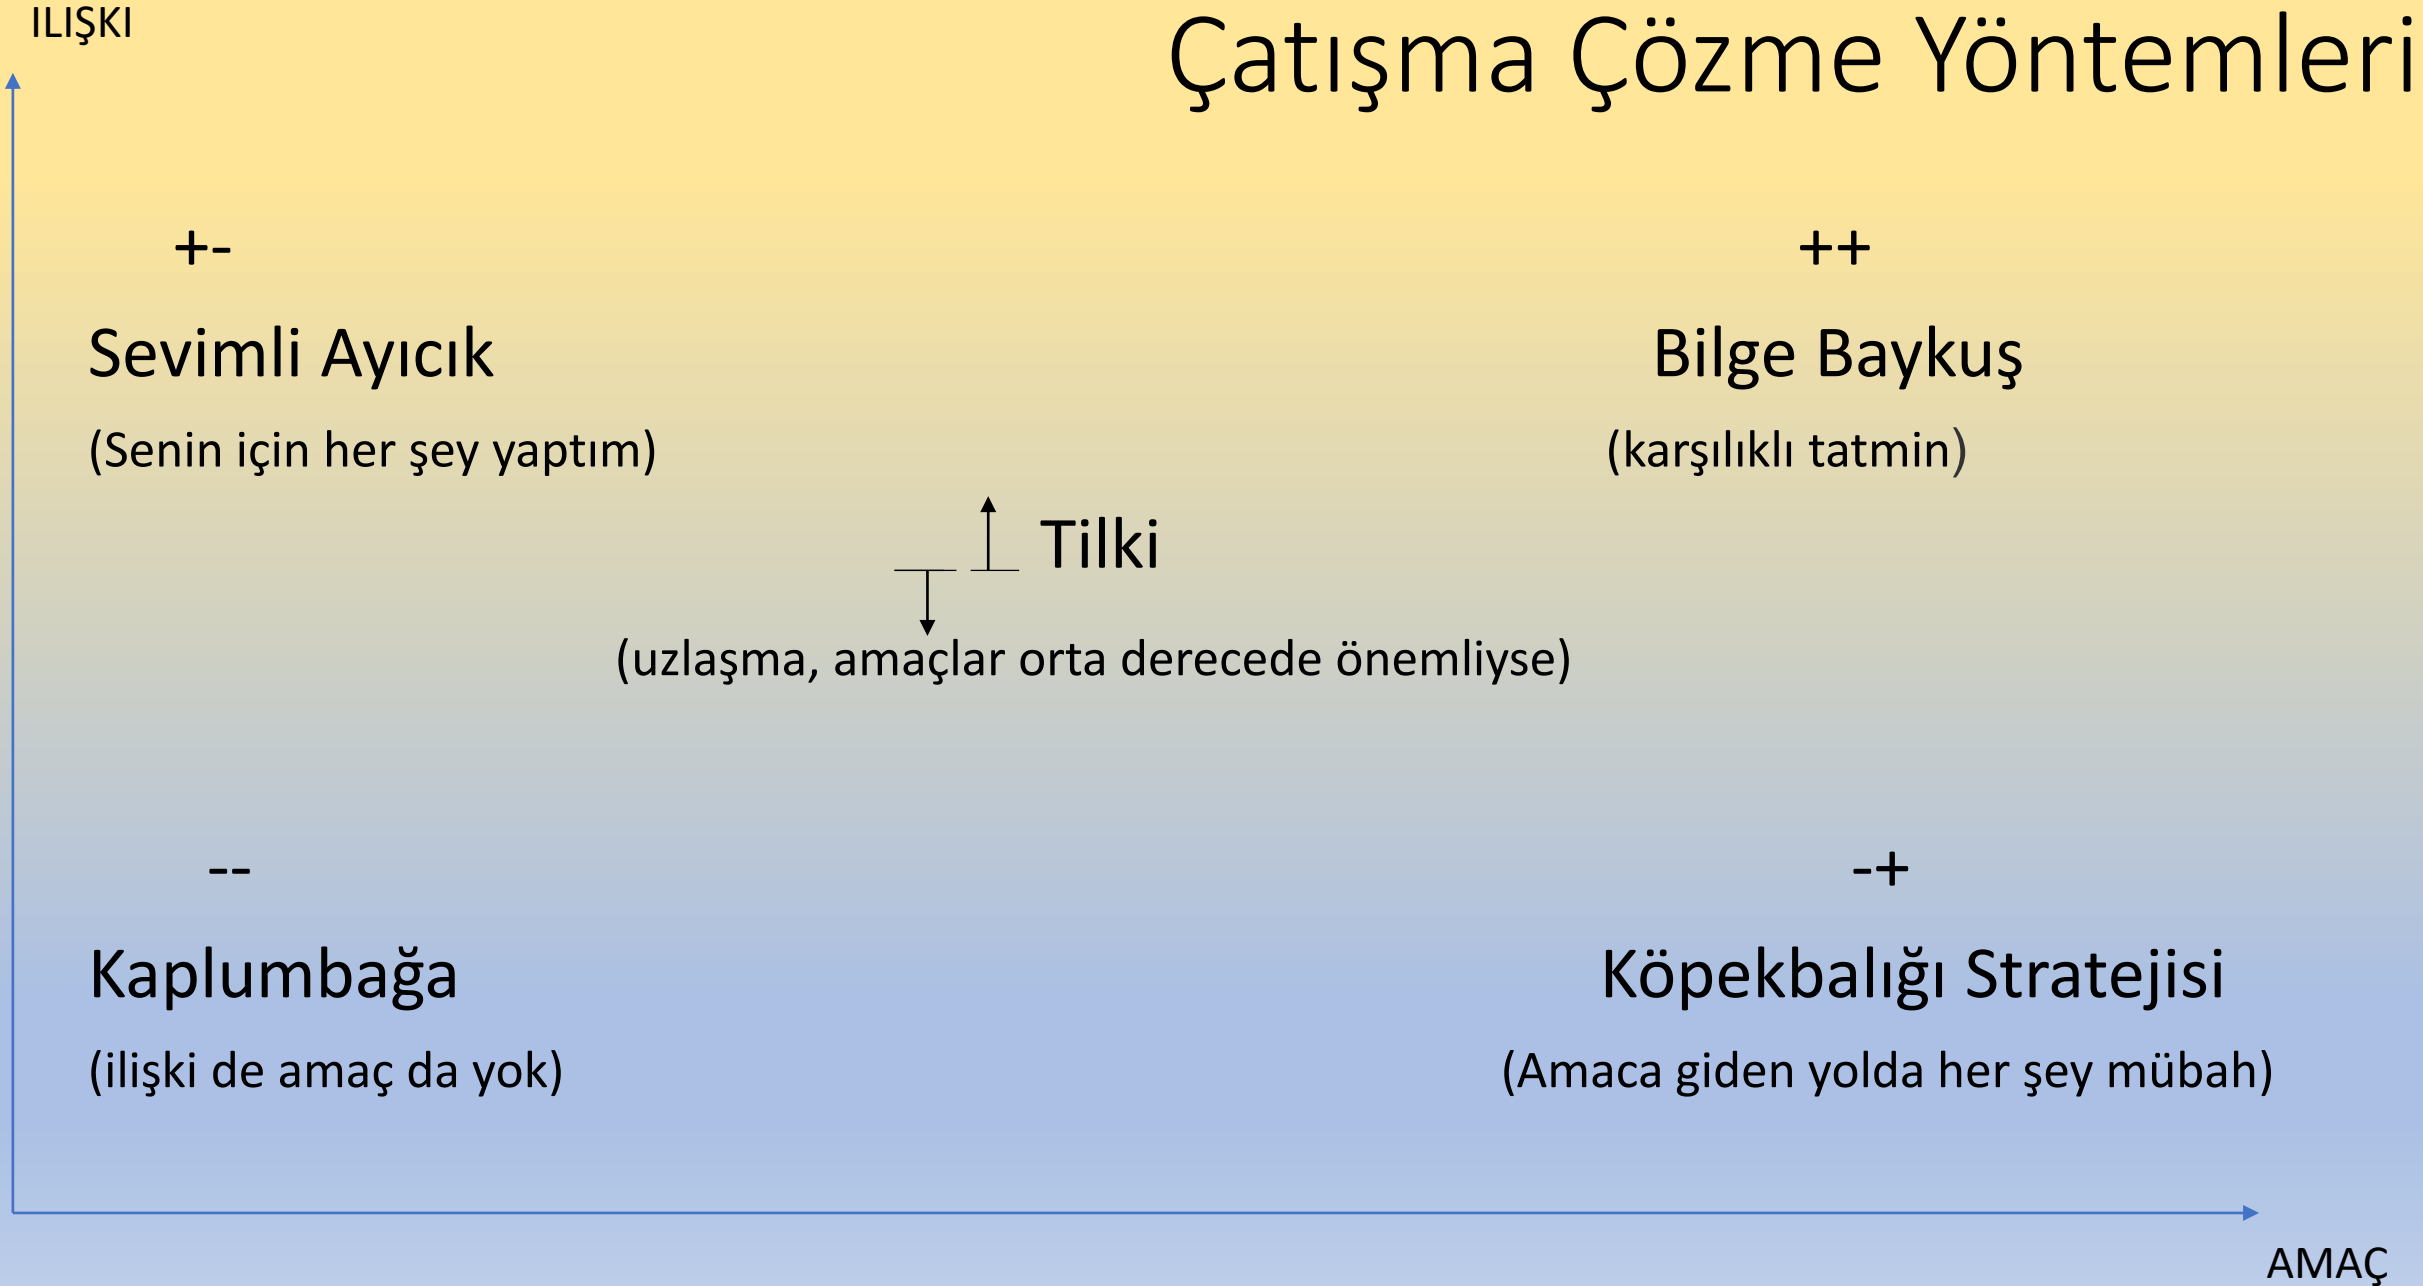 ILIŞKI
Çatışma Çözme Yöntemleri
+- ++
Sevimli Ayıcık Bilge Baykuş
(Senin için her şey yaptım) (karşılıklı tatmin)
Tilki
(uzlaşma, amaçlar orta derecede önemliyse)
-- -+
Kaplumbağa Köpekbalığı Stratejisi
(ilişki de amaç da yok) (Amaca giden yolda her şey mübah)
AMAÇ